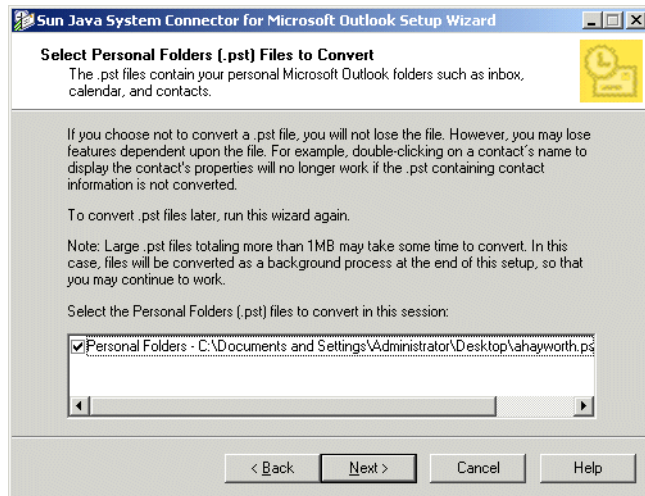 Sun Java System Connector for Microsoft Outlook Setup Wizard
Select Personal Folders (.pst) Files to Convert
The .pst files contain your personal Microsoft Outlook folders such as inbox,
calendar, and contacts.
If you choose not to convert a .pst file, you will not lose the file. However, you may lose
features dependent upon the file. For example, double-clicking on a contact´s name to
display the contact's properties will no longer work if the .pst containing contact
information is not converted.
To convert .pst files later, run this wizard again.
Note: Large .pst files totaling more than 1MB may take some time to convert. In this
case, files will be converted as a background process at the end of this setup, so that
you may continue to work.
Select the Personal Folders (.pst) files to convert in this session:
Personal Folders - C:\Documents and Settings\Administrator\Desktop\ahayworth.ps
< Back Next > Cancel Help